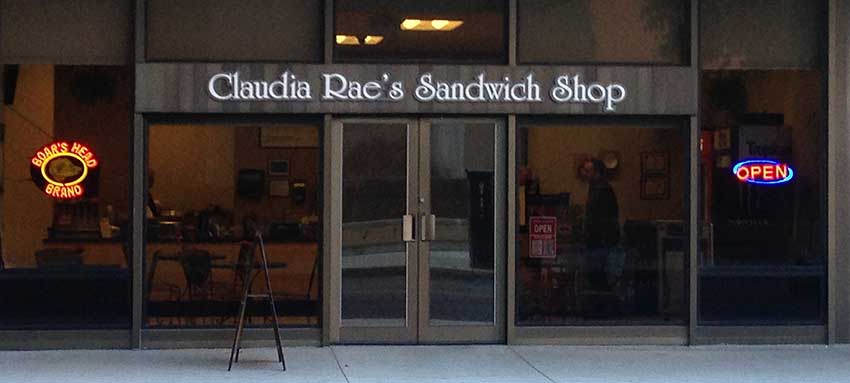 Claudia Rae's Sandwich Shop
BOAR'S HEAD
BRAND
OPEN
OPEN